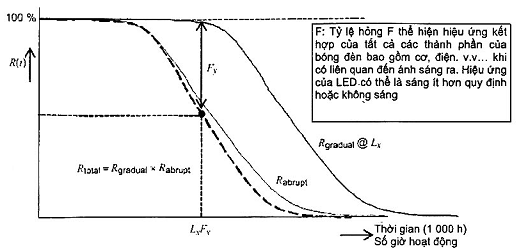 100 %
F: Tỷ lệ hỏng F thể hiện hiệu ứng kết
hợp của tất cả các thành phần của
bóng đèn bao gồm cơ, điện. v.v... khi
có liên quan đến ánh sáng ra. Hiệu ứng
của LED có thể là sáng ít hơn quy định
hoặc không sáng
R(t)
Fy
Rgradual @ Lx
Rtotal = Rgradual × Rabrupt
Rabrupt
LxFy
Thời gian (1 000 h)
Số giờ hoạt động